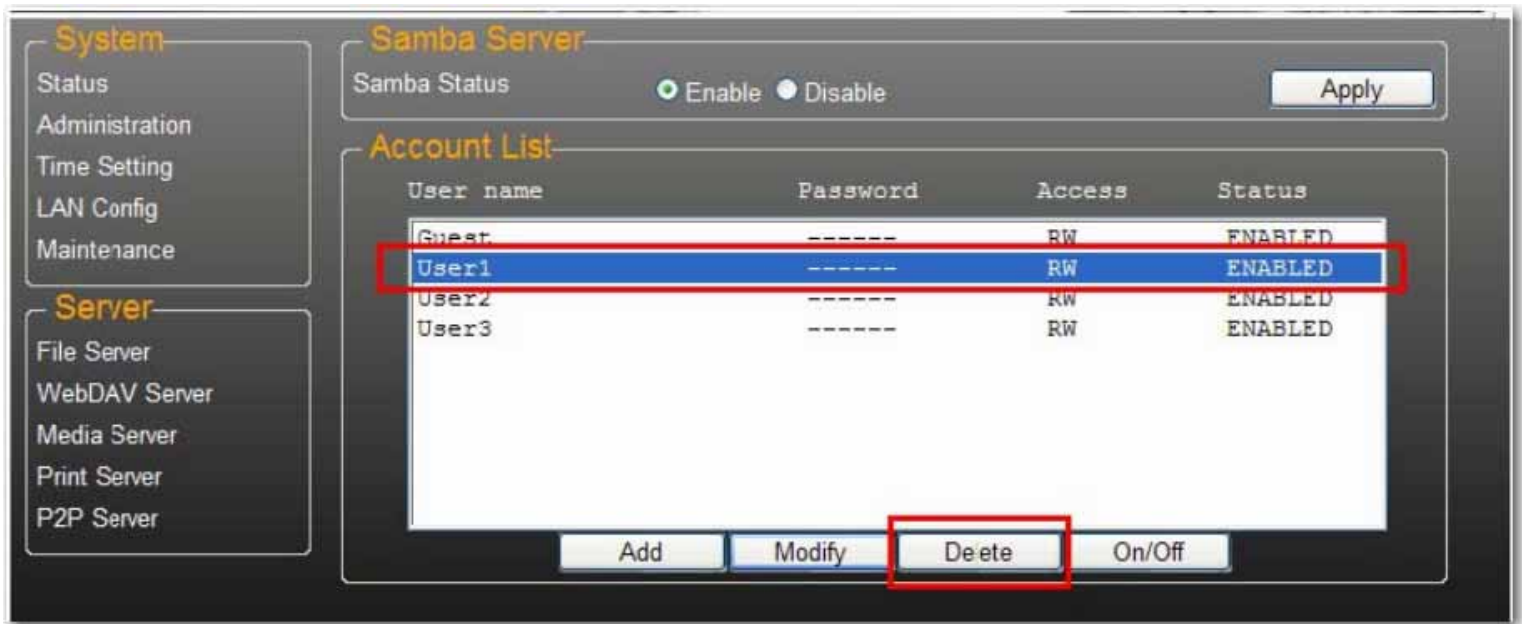 System
Status
Administration
Time Setting
LAN Config
Maintenance
Server
File Server
WebDAV Server
Media Server
Print Server
P2P Server
Samba Server
Samba Status Enable Disable Apply
Account List
User name Password Access Status
Guest ------ RW ENABLED
User1 ------ RW ENABLED
User2 ------ RW ENABLED
User3 ------ RW ENABLED
Add Modify Delete On/Off